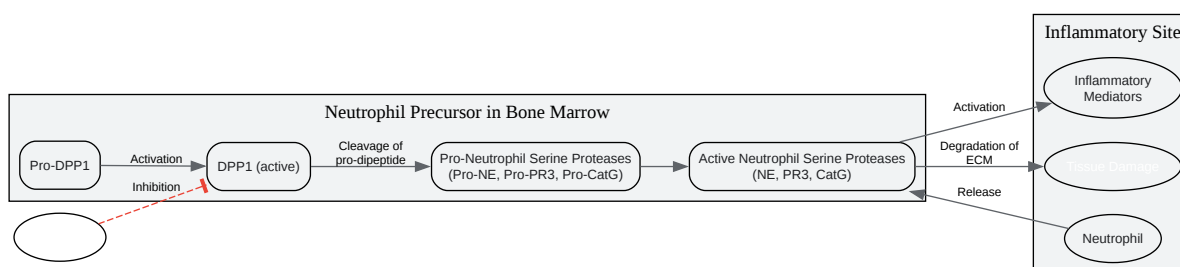 Inflammatory Site
Neutrophil Precursor in Bone Marrow
Pro-DPP1
Activation
Inhibition
DPP1 (active)
Cleavage of
pro-dipeptide
Pro-Neutrophil Serine Proteases
(Pro-NE, Pro-PR3, Pro-CatG)
Active Neutrophil Serine Proteases
(NE, PR3, CatG)
Activation
Degradation of
ECM
Release
Inflammatory
Mediators
Tissue Damage
Neutrophil